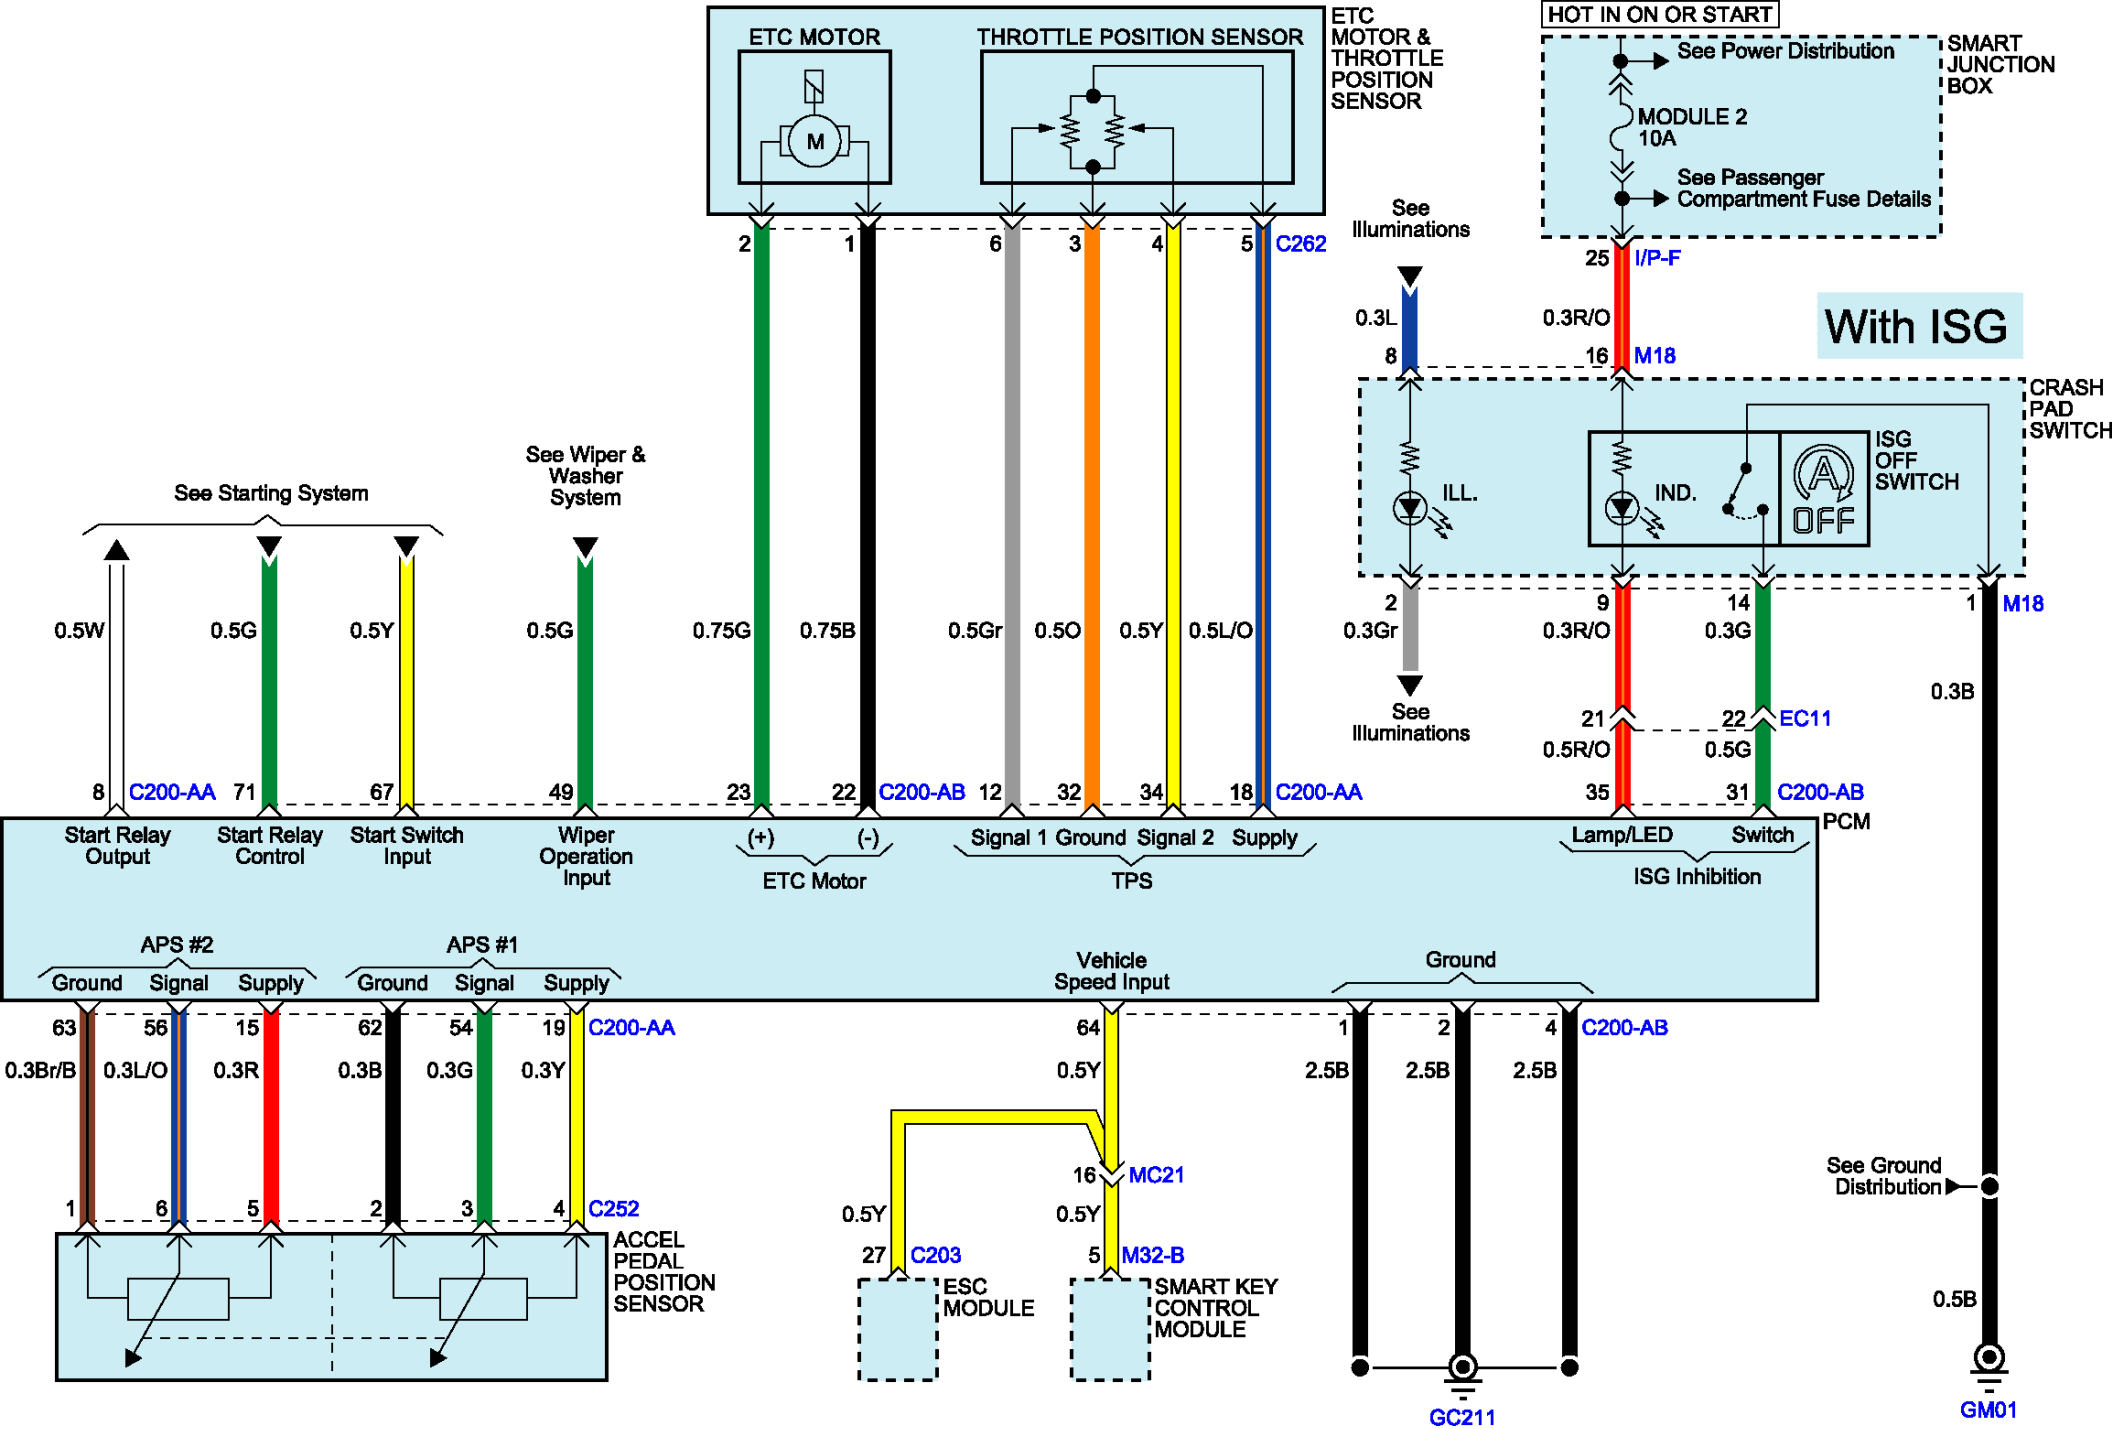 ETC MOTOR
THROTTLE POSITION SENSOR
M
ETC
MOTOR &
THROTTLE
POSITION
SENSOR
HOT IN ON OR START
See Power Distribution
MODULE 2
10A
See Passenger
Compartment Fuse Details
SMART
JUNCTION
BOX
2
1
6
3
4
5
C262
See
Illuminations
25
I/P-F
0.3L
0.3R/O
With ISG
8
16
M18
CRASH
PAD
SWITCH
ILL.
IND.
A
OFF
ISG
OFF
SWITCH
See Starting System
See Wiper &
Washer
System
0.5W
0.5G
0.5Y
0.5G
0.75G
0.75B
0.5Gr
0.5O
0.5Y
0.5L/O
2
9
14
1
M18
0.3Gr
0.3R/O
0.3G
0.3B
See
Illuminations
21
22
EC11
0.5R/O
0.5G
8
C200-AA
71
67
49
23
22
C200-AB
12
32
34
18
C200-AA
35
31
C200-AB
PCM
Start Relay
Output
Start Relay
Control
Start Switch
Input
Wiper
Operation
Input
(+)
(-)
ETC Motor
Signal 1
Ground
Signal 2
Supply
TPS
Lamp/LED
Switch
ISG Inhibition
APS #2
Ground
Signal
Supply
APS #1
Ground
Signal
Supply
Vehicle
Speed Input
Ground
63
56
15
62
54
19
C200-AA
64
1
2
4
C200-AB
0.3Br/B
0.3L/O
0.3R
0.3B
0.3G
0.3Y
0.5Y
2.5B
2.5B
2.5B
16
MC21
See Ground
Distribution
1
6
5
2
3
4
C252
0.5Y
0.5Y
27
C203
5
M32-B
ACCEL
PEDAL
POSITION
SENSOR
ESC
MODULE
SMART KEY
CONTROL
MODULE
0.5B
GC211
GM01